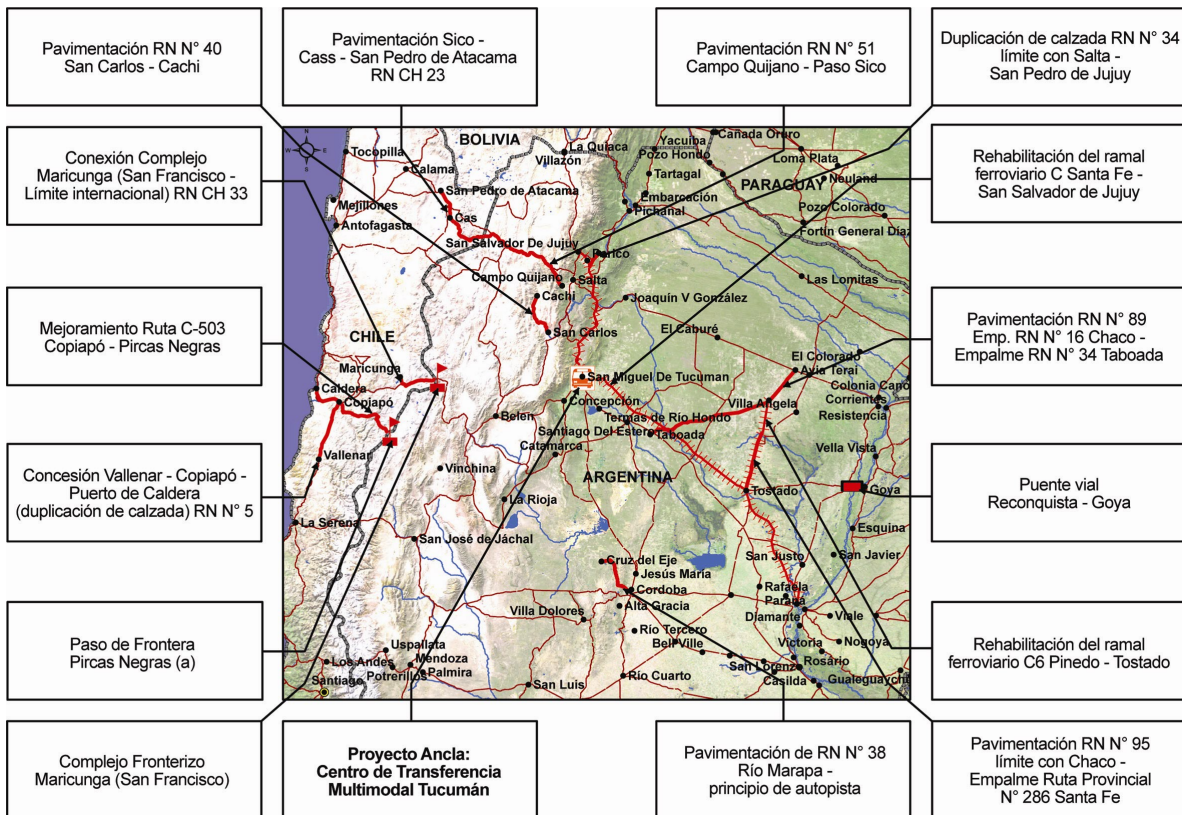 Pavimentación RN N° 40
San Carlos - Cachi
Pavimentación Sico -
Cass - San Pedro de Atacama
RN CH 23
Pavimentación RN N° 51
Campo Quijano - Paso Sico
Duplicación de calzada RN N° 34
límite con Salta -
San Pedro de Jujuy
Conexión Complejo
Maricunga (San Francisco -
Límite internacional) RN CH 33
Mejoramiento Ruta C-503
Copiapó - Pircas Negras
Concesión Vallenar - Copiapó -
Puerto de Caldera
(duplicación de calzada) RN N° 5
Paso de Frontera
Pircas Negras (a)
Complejo Fronterizo
Maricunga (San Francisco)
Proyecto Ancla:
Centro de Transferencia
Multimodal Tucumán
Pavimentación de RN N° 38
Río Marapa -
principio de autopista
Pavimentación RN N° 95
límite con Chaco -
Empalme Ruta Provincial
N° 286 Santa Fe
Rehabilitación del ramal
ferroviario C Santa Fe -
San Salvador de Jujuy
Pavimentación RN N° 89
Emp. RN N° 16 Chaco -
Empalme RN N° 34 Taboada
Puente vial
Reconquista - Goya
Rehabilitación del ramal
ferroviario C6 Pinedo - Tostado
N
W
E
S
BOLIVIA
La Quiaca
Villazón
Yacuiba
Pozo Hondo
Cañada Oruro
Loma Plata
Tocopilla
Calama
Tartagal
PARAGUAY
Neuland
San Pedro de Atacama
Embarcación
Pichanal
Pozo Colorado
Mejillones
Cas
Antofagasta
Fortín General Díaz
San Salvador De Jujuy
Perico
Campo Quijano
Salta
Las Lomitas
Cachi
Joaquín V González
San Carlos
El Caburé
CHILE
El Colorado
Avia Terai
Maricunga
San Miguel De Tucuman
Colonia Cano
Caldera
Copiapó
Concepción
Villa Angela
Corrientes
Resistencia
Belén
Termas de Río Hondo
Santiago Del Estero
Taboada
Catamarca
Vella Vista
Vallenar
Vinchina
ARGENTINA
La Rioja
Tostado
Goya
La Serena
San José de Jáchal
Esquina
Cruz del Eje
San Justo
San Javier
Jesús María
Cordoba
Rafaela
Alta Gracia
Paraná
Villa Dolores
Diamante
Viale
Río Tercero
Bell Ville
Victoria
Nogoya
Uspallata
Los Andes
Mendoza
San Lorenzo
Rosário
Potrerillos
Palmira
Santiago
San Luis
Río Cuarto
Casilda
Gualeguaychú